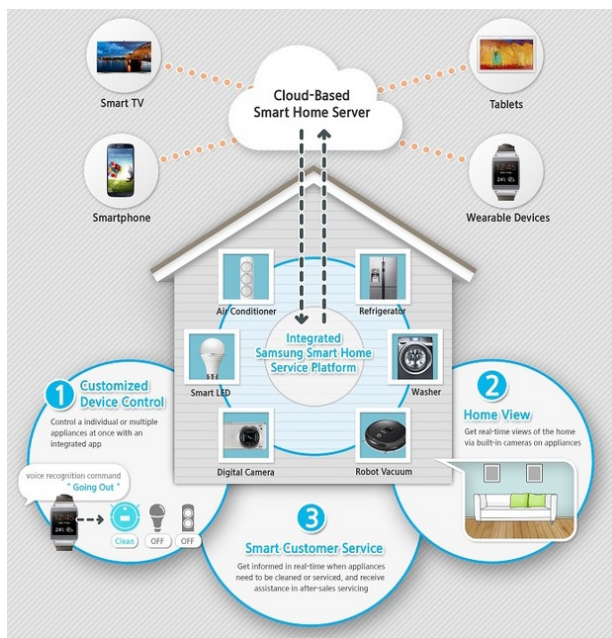 Cloud-Based
Smart Home Server
Smart TV
Tablets
Smartphone
Wearable Devices
Air Conditioner
Refrigerator
Integrated
Samsung Smart Home
Service Platform
Smart LED
Washer
Digital Camera
Robot Vacuum
1
Customized
Device Control
Control a individual or multiple
appliances at once with an
integrated app
voice recognition command
" Going Out "
Clean
OFF
OFF
2
Home View
Get real-time views of the home
via built-in cameras on appliances
3
Smart Customer Service
Get informed in real-time when appliances
need to be cleaned or serviced, and receive
assistance in after-sales servicing